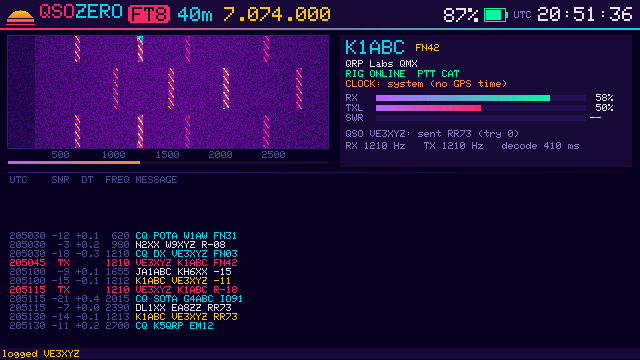 QSOZERO FT8 40m 7.074.000 87% UTC 20:51:36
K1ABC FN42
QRP Labs QMX
RIG ONLINE PTT CAT
CLOCK: system (no GPS time)
RX 58%
TXL 50%
SWR --
QSO VE3XYZ: sent RR73 (try 0)
RX 1210 Hz TX 1210 Hz decode 410 ms
500 1000 1500 2000 2500
UTC SNR DT FREQ MESSAGE
205030 -12 +0.1 620 CQ POTA W1AW FN31
205030 -3 +0.2 980 N2XX W9XYZ R-08
205030 -18 -0.3 1210 CQ DX VE3XYZ FN03
205045 TX 1210 VE3XYZ K1ABC FN42
205100 -9 +0.1 1655 JA1ABC KH6XX -15
205100 -15 -0.1 1212 K1ABC VE3XYZ -11
205115 TX 1210 VE3XYZ K1ABC R-18
205115 -21 +0.4 2015 CQ SOTA G4ABC IO91
205115 -7 +0.0 2390 DL1XX EA8ZZ RR73
205130 -14 -0.1 1213 K1ABC VE3XYZ RR73
205130 -11 +0.2 2700 CQ K5QRP EM12
logged VE3XYZ